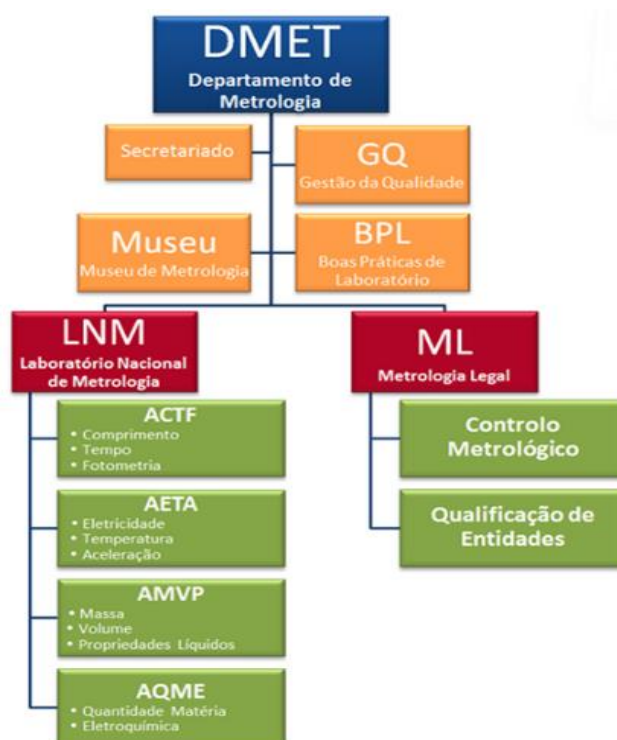 DMET
Departamento de
Metrologia
Secretariado
GQ
Gestão da Qualidade
Museu
Museu de Metrologia
BPL
Boas Práticas de
Laboratório
LNM
Laboratório Nacional
de Metrologia
ACTF
• Comprimento
• Tempo
• Fotometria
AETA
• Eletricidade
• Temperatura
• Aceleração
AMVP
• Massa
• Volume
• Propriedades Líquidos
AQME
• Quantidade Matéria
• Eletroquímica
ML
Metrologia Legal
Controlo
Metrológico
Qualificação de
Entidades